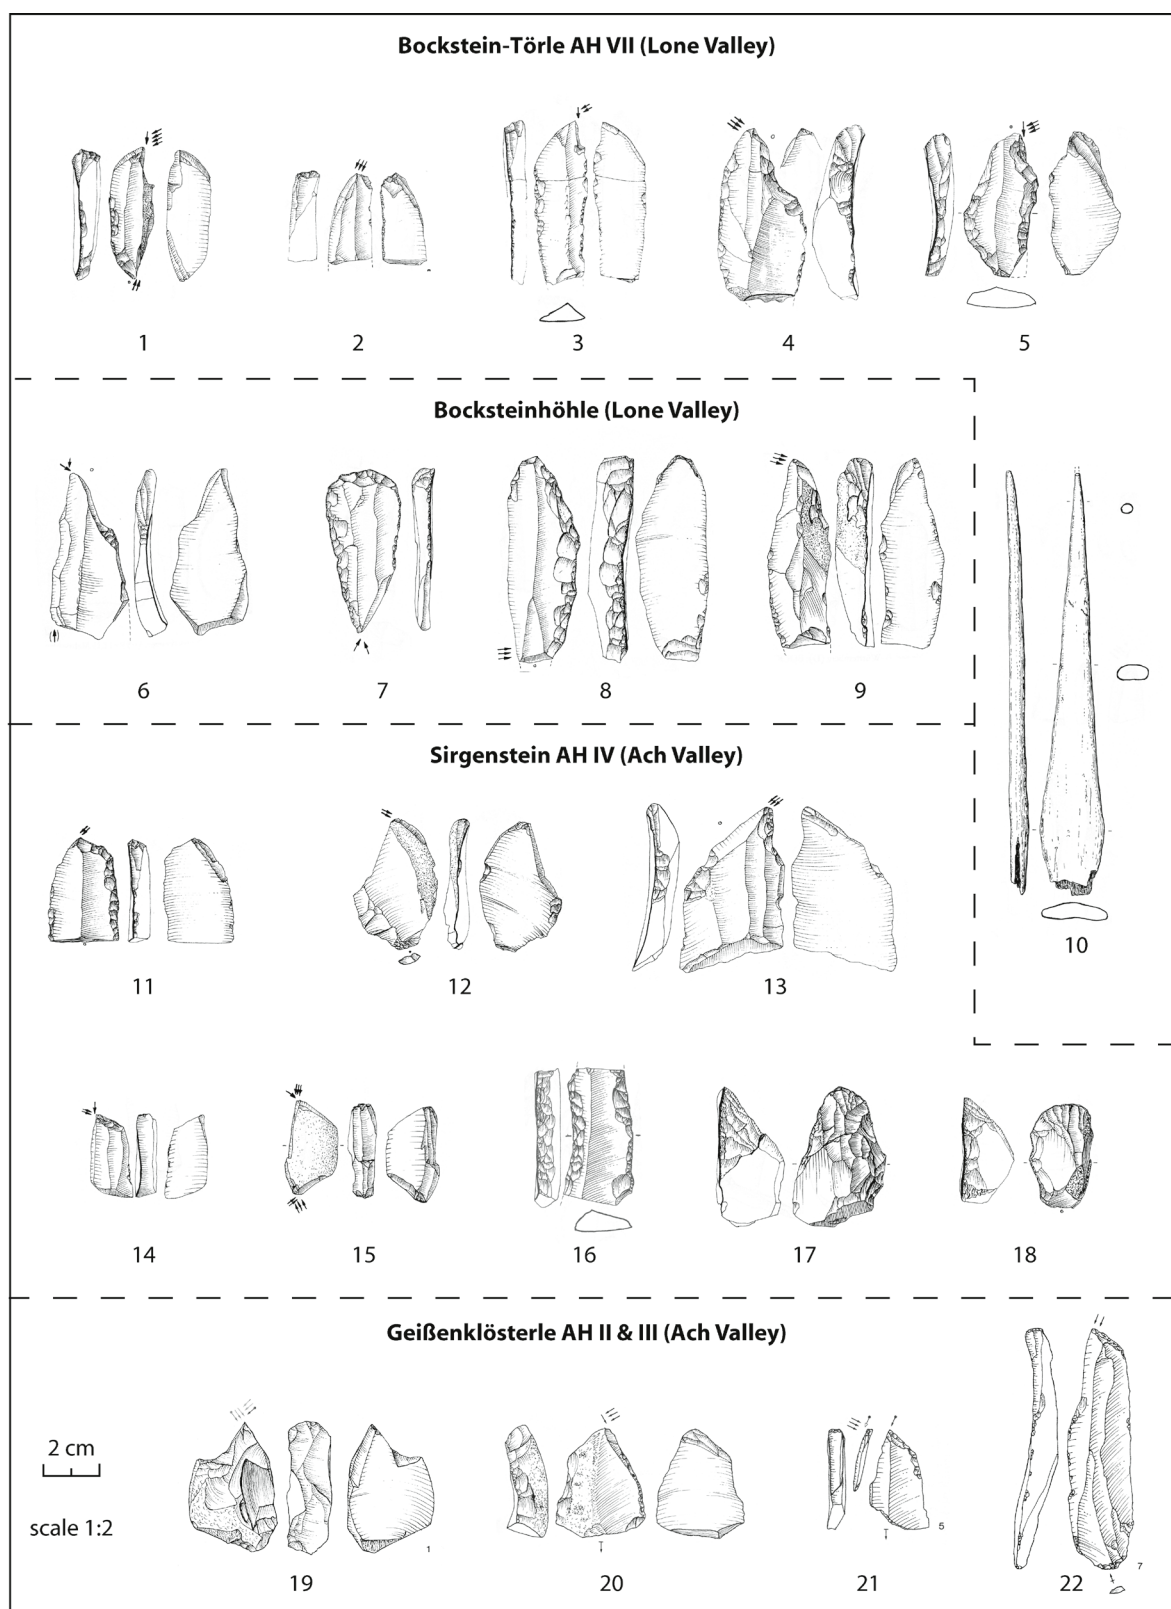 Bockstein-Törle AH VII (Lone Valley)
1 2 3 4 5
Bocksteinhöhle (Lone Valley)
6 7 8 9
10
Sirgenstein AH IV (Ach Valley)
11 12 13
14 15 16 17 18
Geißenklösterle AH II & III (Ach Valley)
2 cm
scale 1:2
1 5 7
19 20 21 22